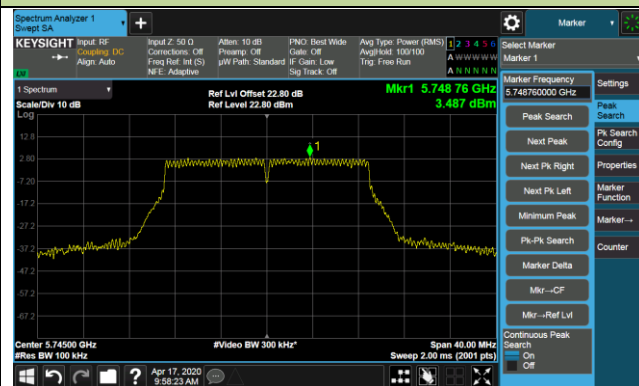 Spectrum Analyzer 1
Swept SA
Marker
KEYSIGHT
Input: RF
Coupling: DC
Align: Auto
Input Z: 50 Ω
Corrections: Off
Freq Ref: Int (S)
NFE: Adaptive
Atten: 10 dB
Preamp: Off
µW Path: Standard
PNO: Best Wide
Gate: Off
IF Gain: Low
Sig Track: Off
Avg Type: Power (RMS)
Avg|Hold: 100/100
Trig: Free Run
1 2 3 4 5 6
A W W W W W
A N N N N N
Select Marker
Marker 1
LXI
1 Spectrum
Scale/Div 10 dB
Log
Ref Lvl Offset 22.80 dB
Ref Level 22.80 dBm
Mkr1 5.748 76 GHz
3.487 dBm
12.8
2.80
-7.20
-17.2
-27.2
-37.2
-47.2
-57.2
-67.2
1
Center 5.74500 GHz
#Res BW 100 kHz
#Video BW 300 kHz*
Span 40.00 MHz
Sweep 2.00 ms (2001 pts)
Marker Frequency
5.748760000 GHz
Peak Search
Next Peak
Next Pk Right
Next Pk Left
Minimum Peak
Pk-Pk Search
Marker Delta
Mkr→CF
Mkr→Ref Lvl
Continuous Peak
Search
On
Off
Settings
Peak
Search
Pk Search
Config
Properties
Marker
Function
Marker→
Counter
Apr 17, 2020
9:58:23 AM